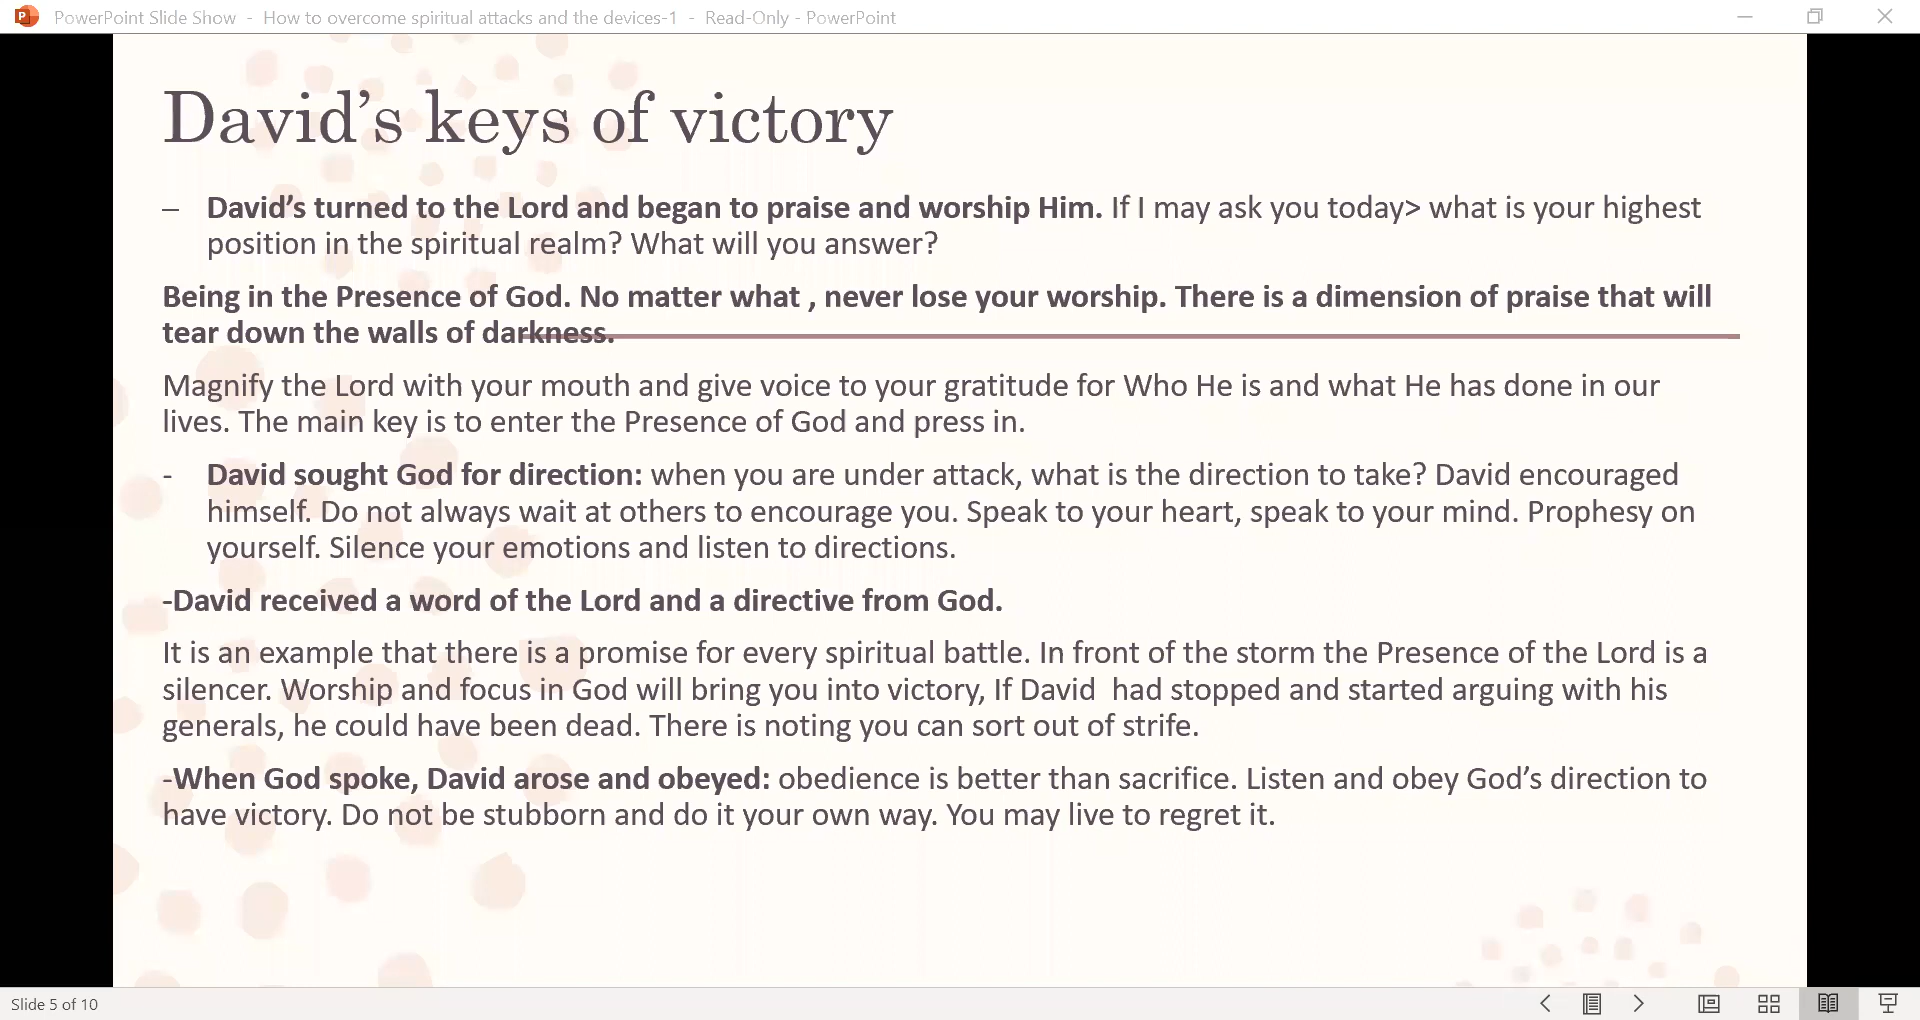 PowerPoint Slide Show - How to overcome spiritual attacks and the devices-1 - Read-Only - PowerPoint
David’s keys of victory
– David’s turned to the Lord and began to praise and worship Him. If I may ask you today> what is your highest
position in the spiritual realm? What will you answer?
Being in the Presence of God. No matter what , never lose your worship. There is a dimension of praise that will
tear down the walls of darkness.
Magnify the Lord with your mouth and give voice to your gratitude for Who He is and what He has done in our
lives. The main key is to enter the Presence of God and press in.
- David sought God for direction: when you are under attack, what is the direction to take? David encouraged
himself. Do not always wait at others to encourage you. Speak to your heart, speak to your mind. Prophesy on
yourself. Silence your emotions and listen to directions.
-David received a word of the Lord and a directive from God.
It is an example that there is a promise for every spiritual battle. In front of the storm the Presence of the Lord is a
silencer. Worship and focus in God will bring you into victory, If David  had stopped and started arguing with his
generals, he could have been dead. There is noting you can sort out of strife.
-When God spoke, David arose and obeyed: obedience is better than sacrifice. Listen and obey God’s direction to
have victory. Do not be stubborn and do it your own way. You may live to regret it.
Slide 5 of 10